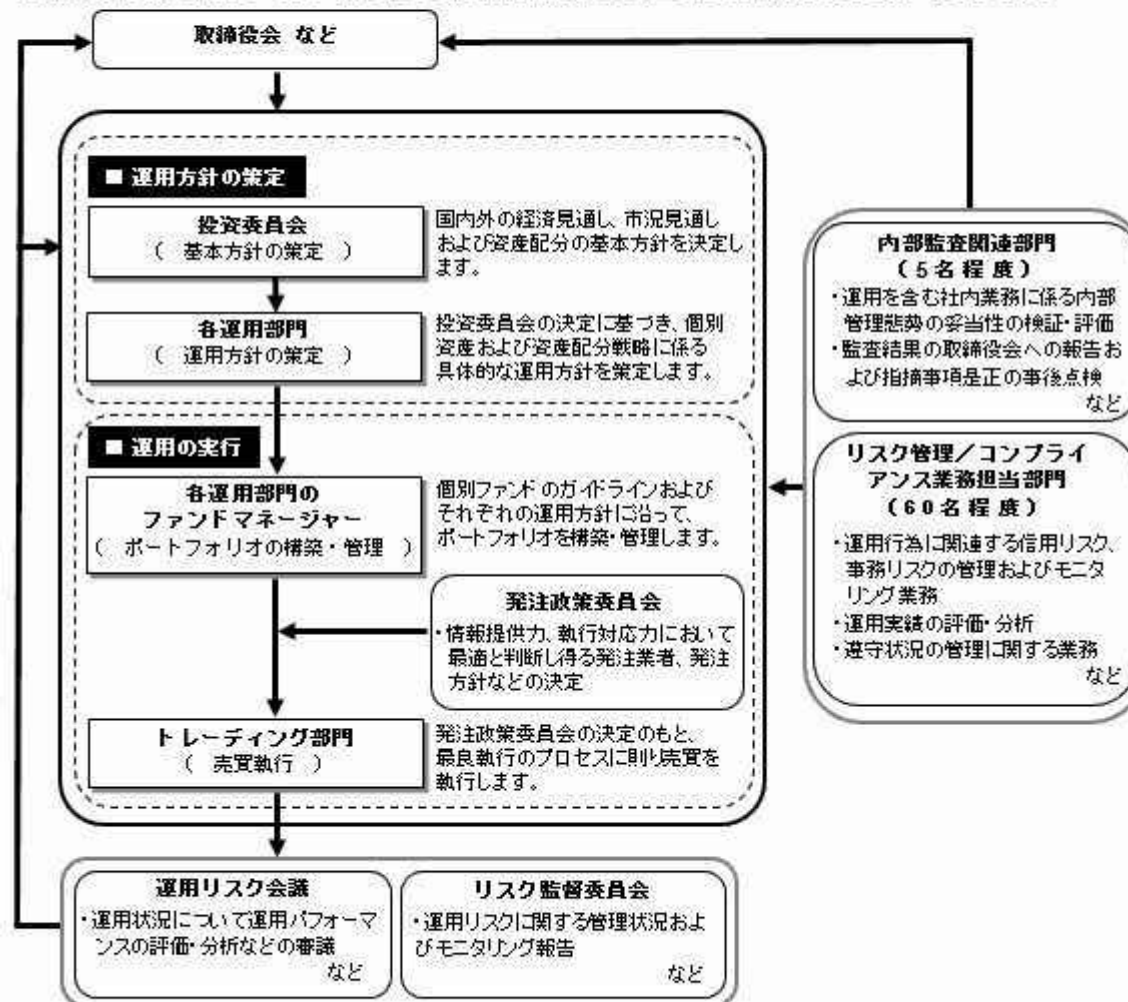 取締役会 など
■ 運用方針の策定
投資委員会
（ 基本方針の策定 ）
国内外の経済見通し、市況見通し
および資産配分の基本方針を決定し
ます。
各運用部門
（ 運用方針の策定 ）
投資委員会の決定に基づき、個別
資産および資産配分戦略に係る
具体的な運用方針を策定します。
■ 運用の実行
各運用部門の
ファンドマネージャー
（ ポートフォリオの構築・管理 ）
個別ファンドのガイドラインおよび
それぞれの運用方針に沿って、
ポートフォリオを構築・管理します。
発注政策委員会
・情報提供力、執行対応力において
最適と判断し得る発注業者、発注
方針などの決定
トレーディング部門
（ 売買執行 ）
発注政策委員会の決定のもと、
最良執行のプロセスに則り売買を
執行します。
内部監査関連部門
（5名程度）
・運用を含む社内業務に係る内部
管理態勢の妥当性の検証・評価
・監査結果の取締役会への報告お
よび指摘事項是正の事後点検
など
リスク管理／コンプライ
アンス業務担当部門
（60名程度）
・運用行為に関連する信用リスク、
事務リスクの管理およびモニタ
リング業務
・運用実績の評価・分析
・遵守状況の管理に関する業務
など
運用リスク会議
・運用状況について運用パフォーマ
ンスの評価・分析などの審議
など
リスク監督委員会
・運用リスクに関する管理状況およ
びモニタリング報告
など